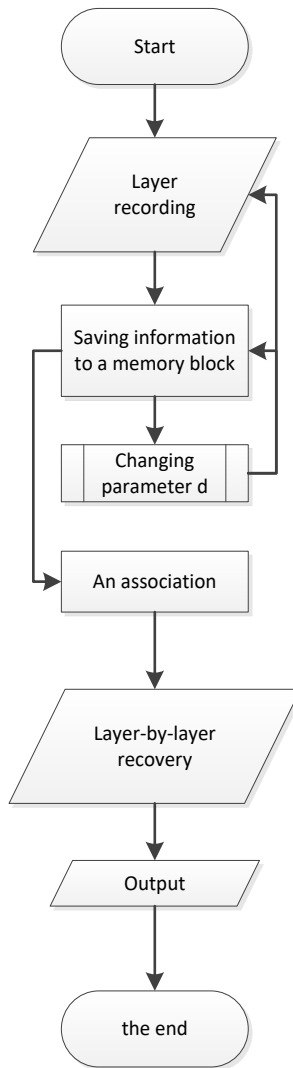 Start
Layer
recording
Saving information
to a memory block
Changing
parameter d
An association
Layer-by-layer
recovery
Output
the end